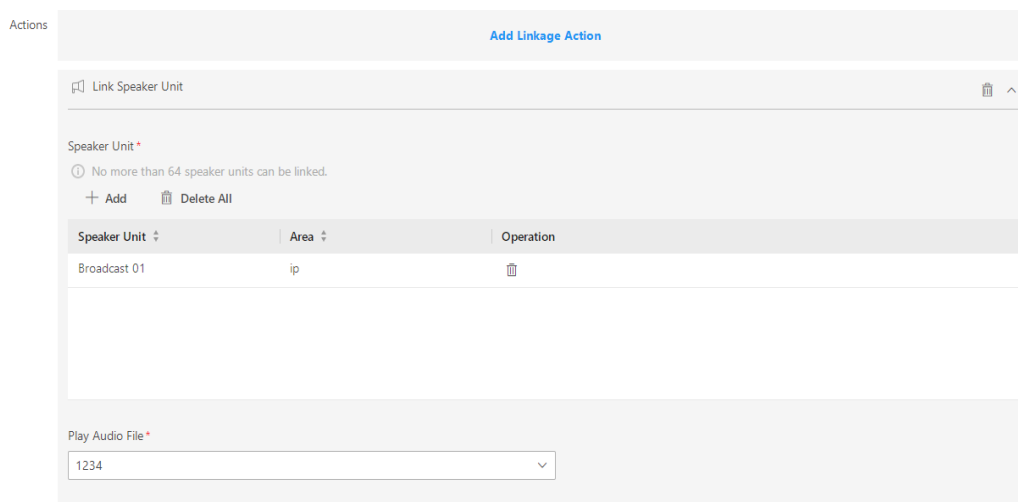 Actions
Add Linkage Action
Link Speaker Unit
Speaker Unit *
No more than 64 speaker units can be linked.
Add Delete All
Speaker Unit Area Operation
Broadcast 01 ip
Play Audio File *
1234